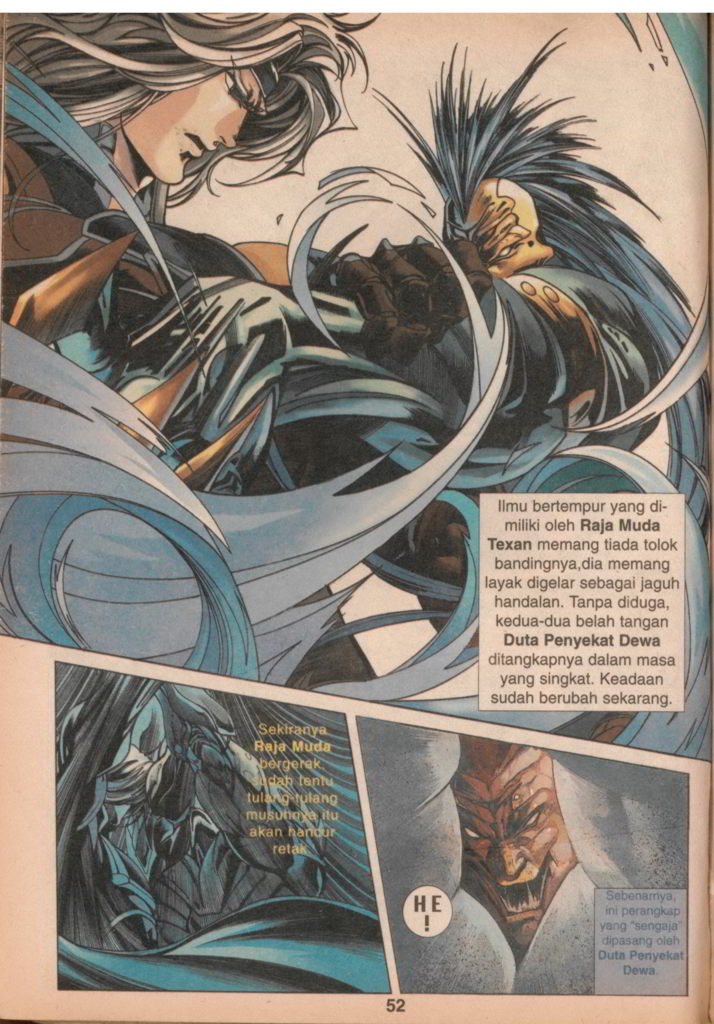 Ilmu bertempur yang di-
miliki oleh Raja Muda
Texan memang tiada tolok
bandingnya,dia memang
layak digelar sebagai jaguh
handalan. Tanpa diduga,
kedua-dua belah tangan
Duta Penyekat Dewa
ditangkapnya dalam masa
yang singkat. Keadaan
sudah berubah sekarang.
Sekiranya
Raja Muda
bergerak,
sudah tentu
tulang-tulang
musuhnya itu
akan hancur
retak
HE
!
Sebenarnya,
ini perangkap
yang "sengaja"
dipasang oleh
Duta Penyekat
Dewa.
52